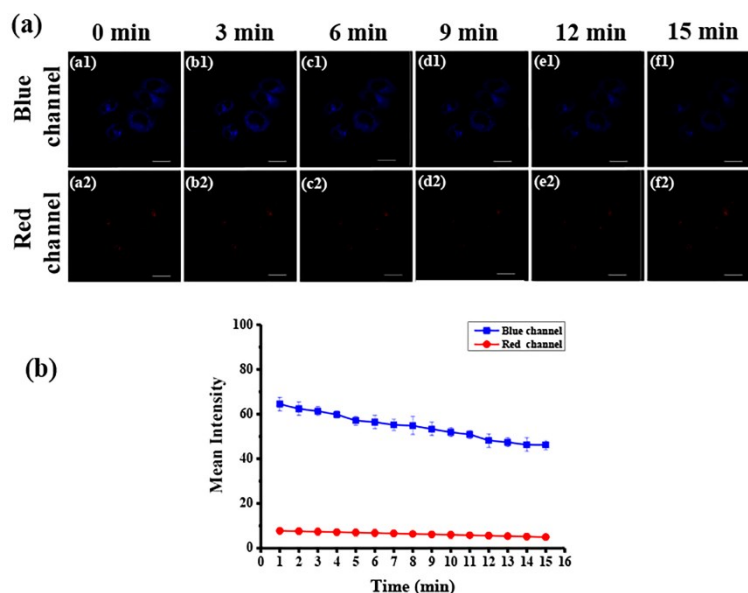 (a)
0 min 3 min 6 min 9 min 12 min 15 min
Blue channel
(a1) (b1) (c1) (d1) (e1) (f1)
Red channel
(a2) (b2) (c2) (d2) (e2) (f2)
(b)
Mean Intensity
100
80
60
40
20
0
Blue channel
Red channel
0 1 2 3 4 5 6 7 8 9 10 11 12 13 14 15 16
Time (min)